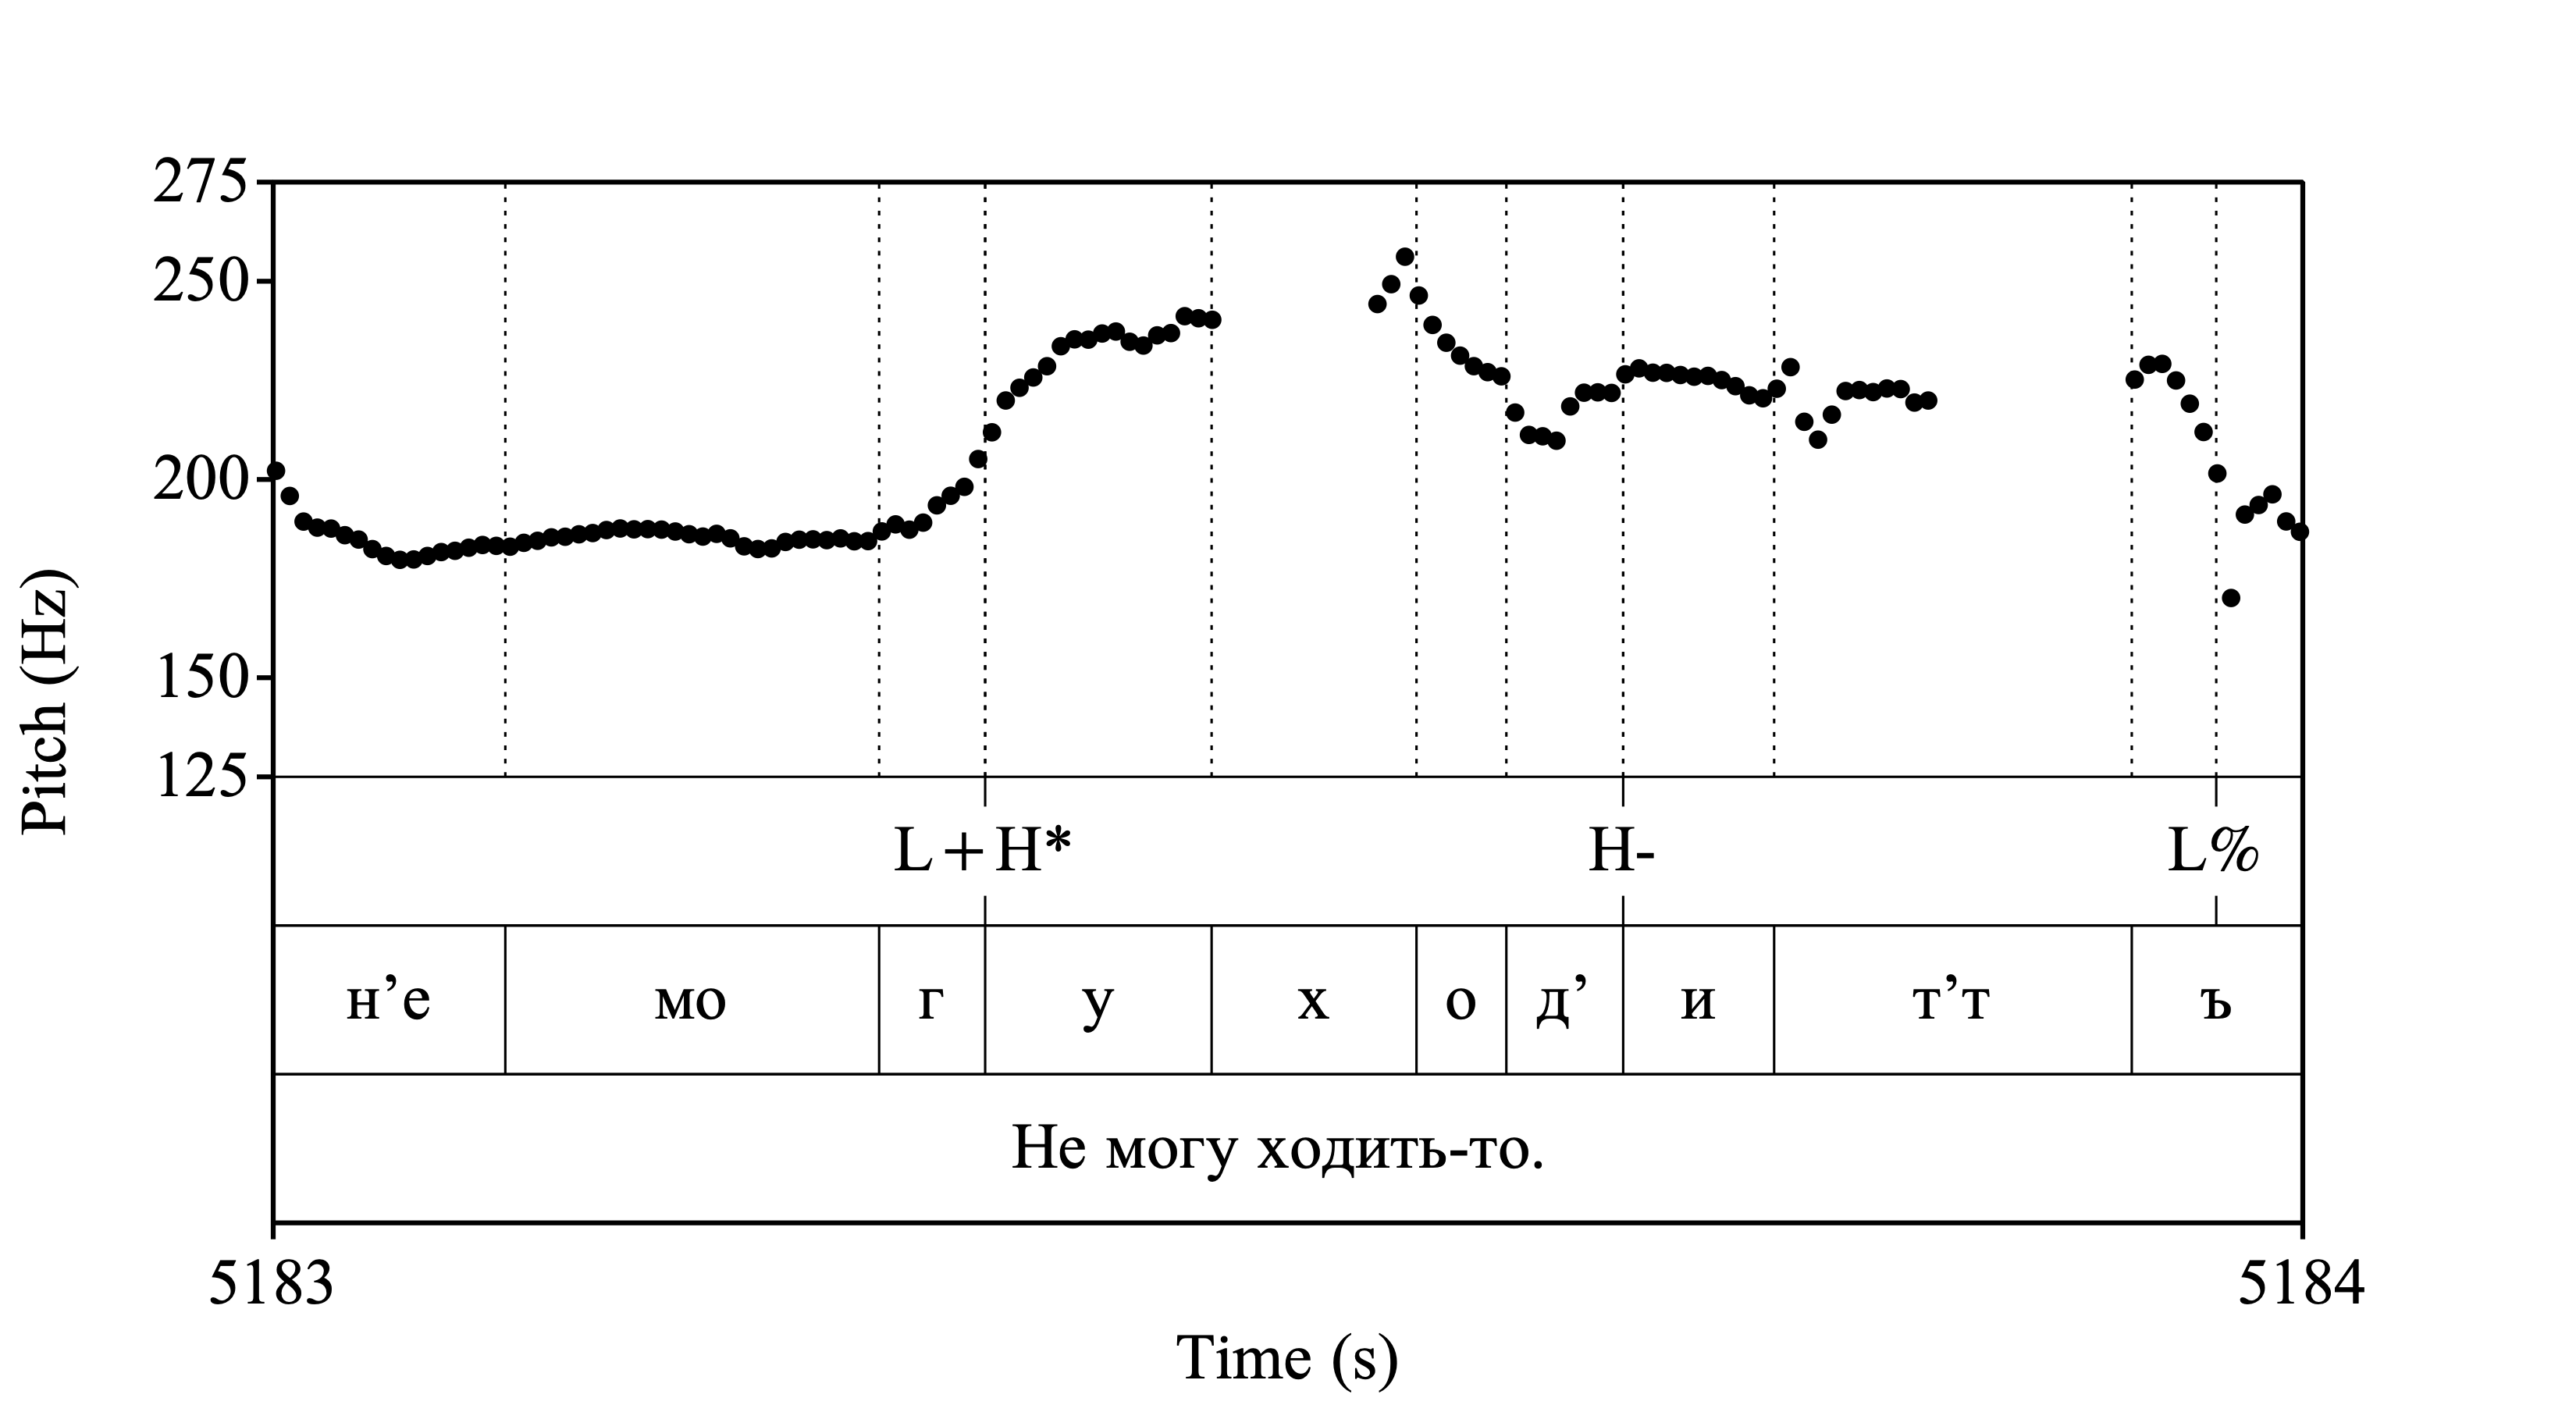 275
250
200
150
125
Pitch (Hz)
L+H* H- L%
н’е мо г у х о д’ и т’т ъ
Не могу ходить-то.
5183 5184
Time (s)